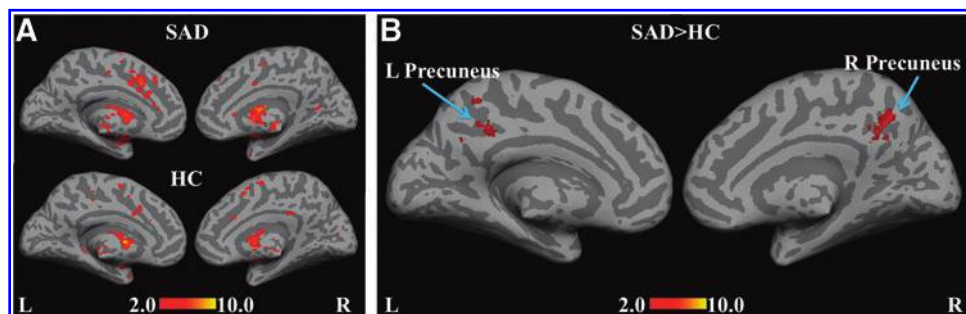 A
SAD
HC
L 2.0 10.0 R
B
SAD>HC
L Precuneus
R Precuneus
L 2.0 10.0 R